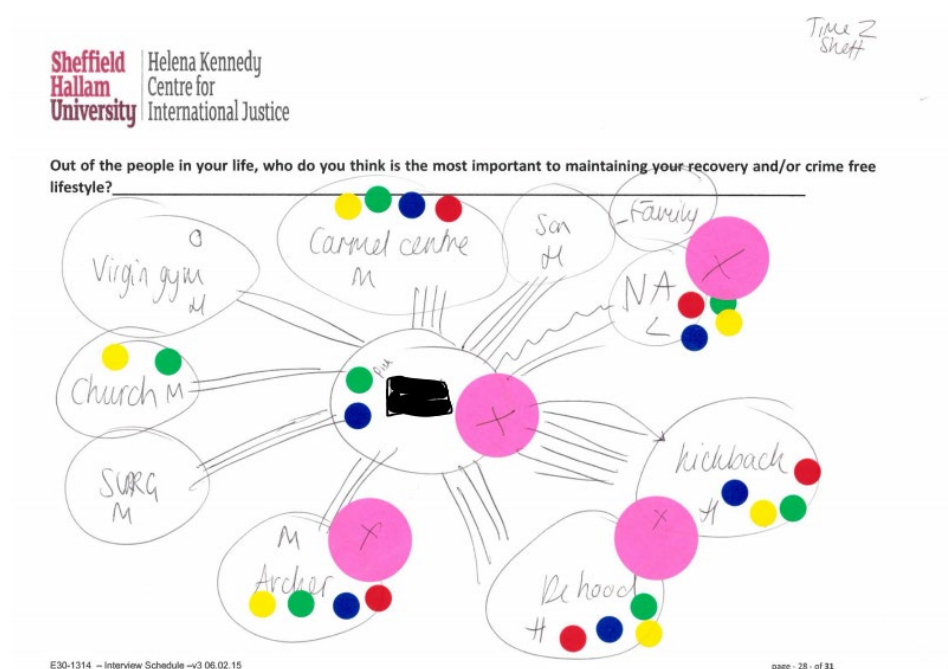 Time 2
Sheff
Sheffield
Hallam
University
Helena Kennedy
Centre for
International Justice
Out of the people in your life, who do you think is the most important to maintaining your recovery and/or crime free
lifestyle?
Family
Son
M
Carmel centre
M
Virgin gym
M
X
NA
L
Church M
X
Kickback
H
SURG
M
M
X
Archer
X
Dehood
H
E30-1314 – Interview Schedule –v3 06.02.15
page - 28 - of 31